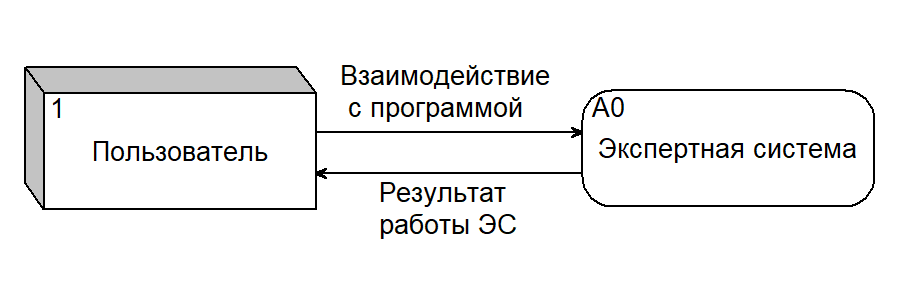 1
Пользователь
Взаимодействие
с программой
Результат
работы ЭС
A0
Экспертная система